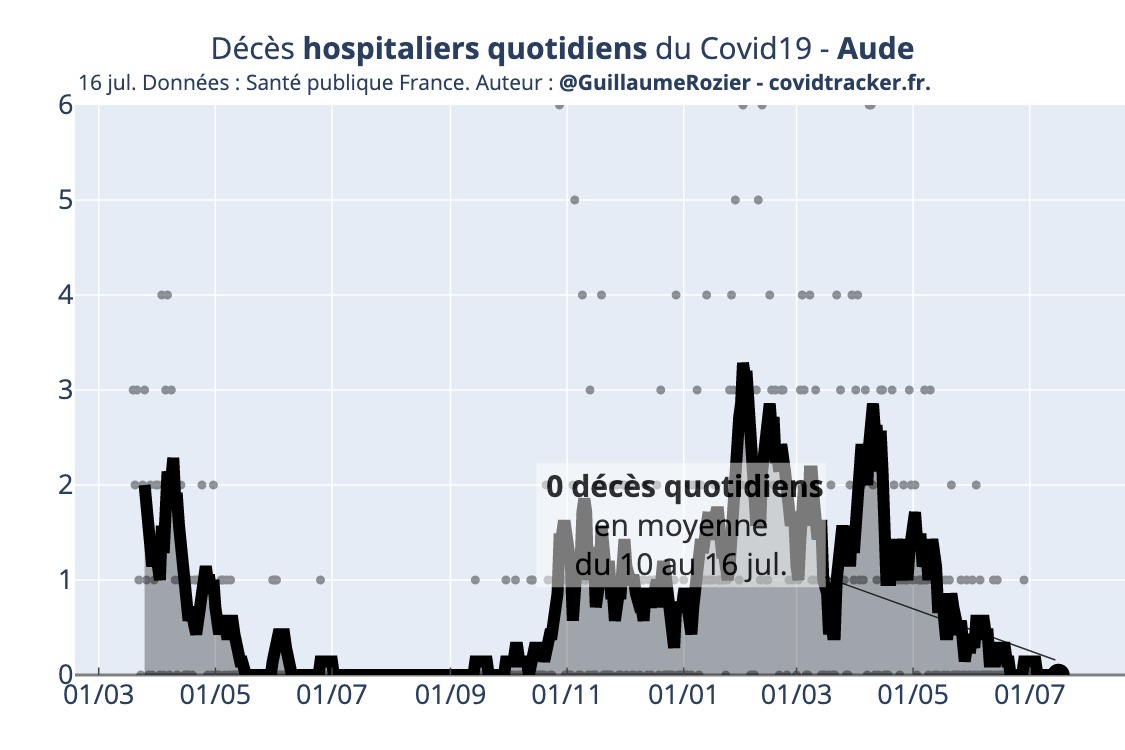 Décès hospitaliers quotidiens du Covid19 - Aude
16 jul. Données : Santé publique France. Auteur : @GuillaumeRozier - covidtracker.fr.
6
5
4
3
2
1
0
0 décès quotidiens
en moyenne
du 10 au 16 jul.
01/03 01/05 01/07 01/09 01/11 01/01 01/03 01/05 01/07